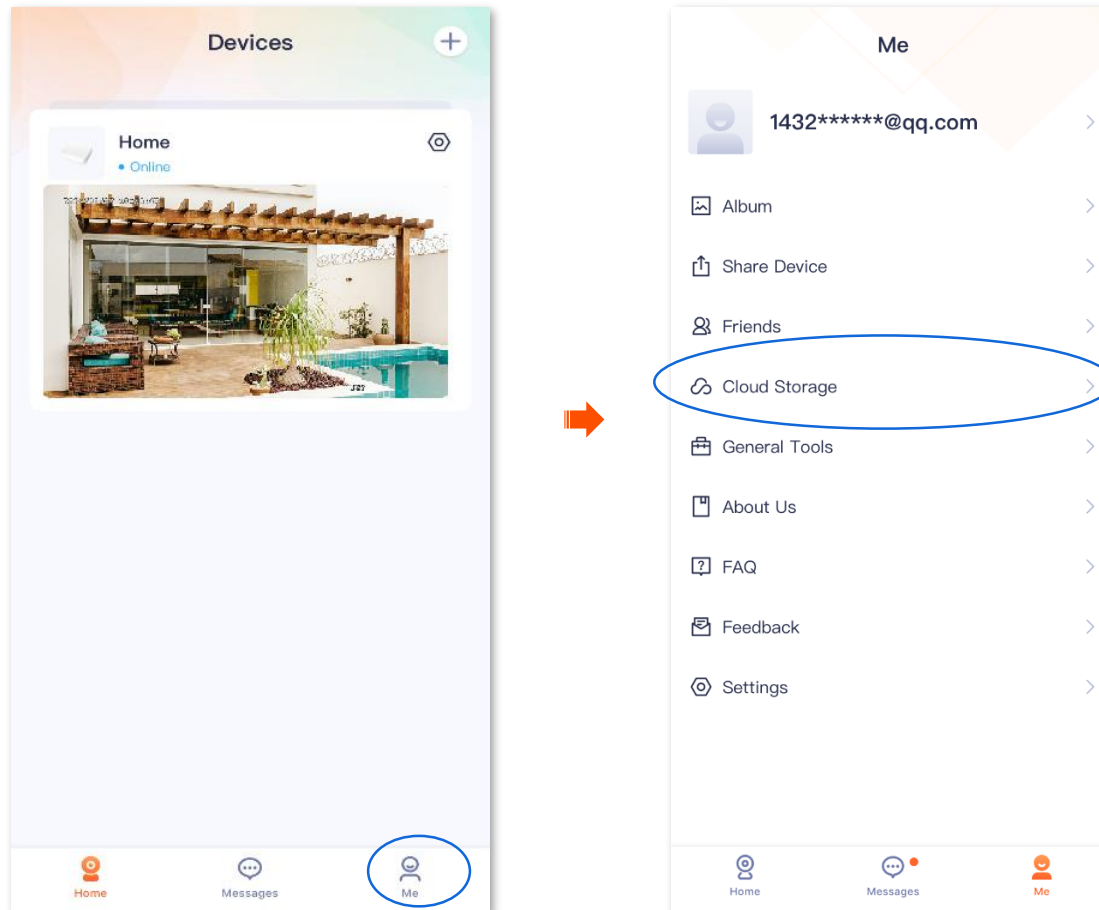 Devices
Home
Online
Home
Messages
Me
Me
1432******@qq.com
Album
Share Device
Friends
Cloud Storage
General Tools
About Us
FAQ
Feedback
Settings
Home
Messages
Me